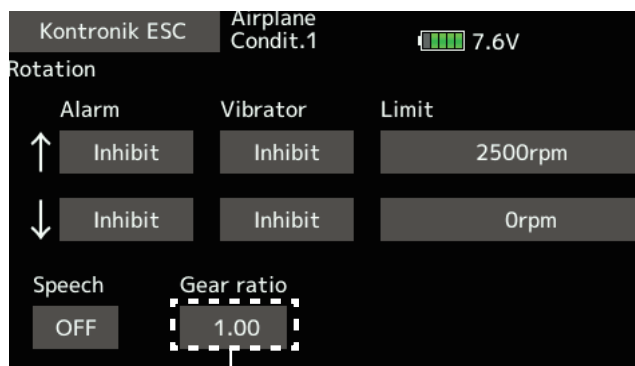 Kontronik ESC
Airplane
Condit.1
7.6V
Rotation
Alarm Vibrator Limit
↑ Inhibit Inhibit 2500rpm
↓ Inhibit Inhibit 0rpm
Speech Gear ratio
OFF 1.00